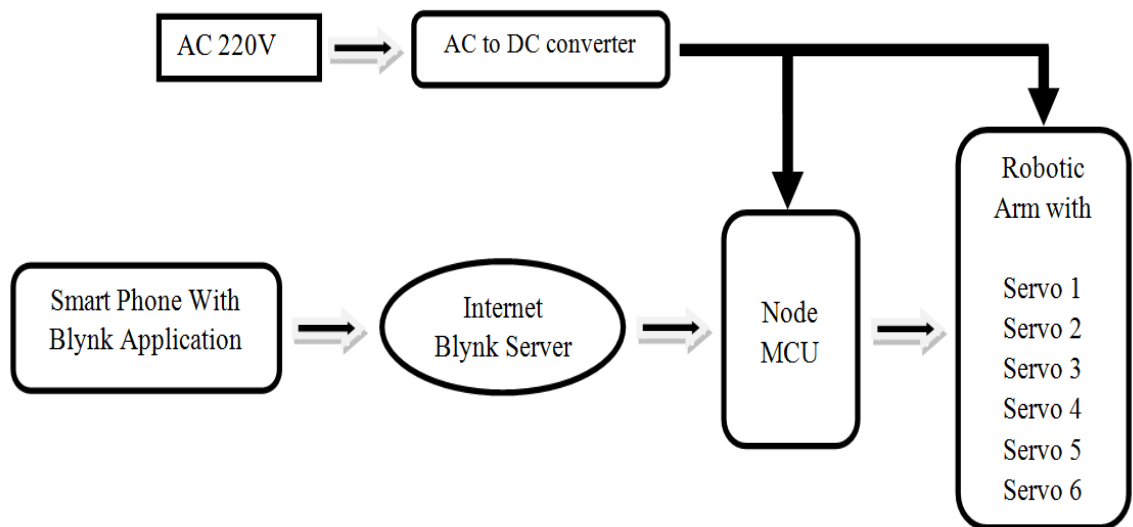 AC 220V
AC to DC converter
Robotic
Arm with
Servo 1
Servo 2
Servo 3
Servo 4
Servo 5
Servo 6
Smart Phone With
Blynk Application
Internet
Blynk Server
Node
MCU